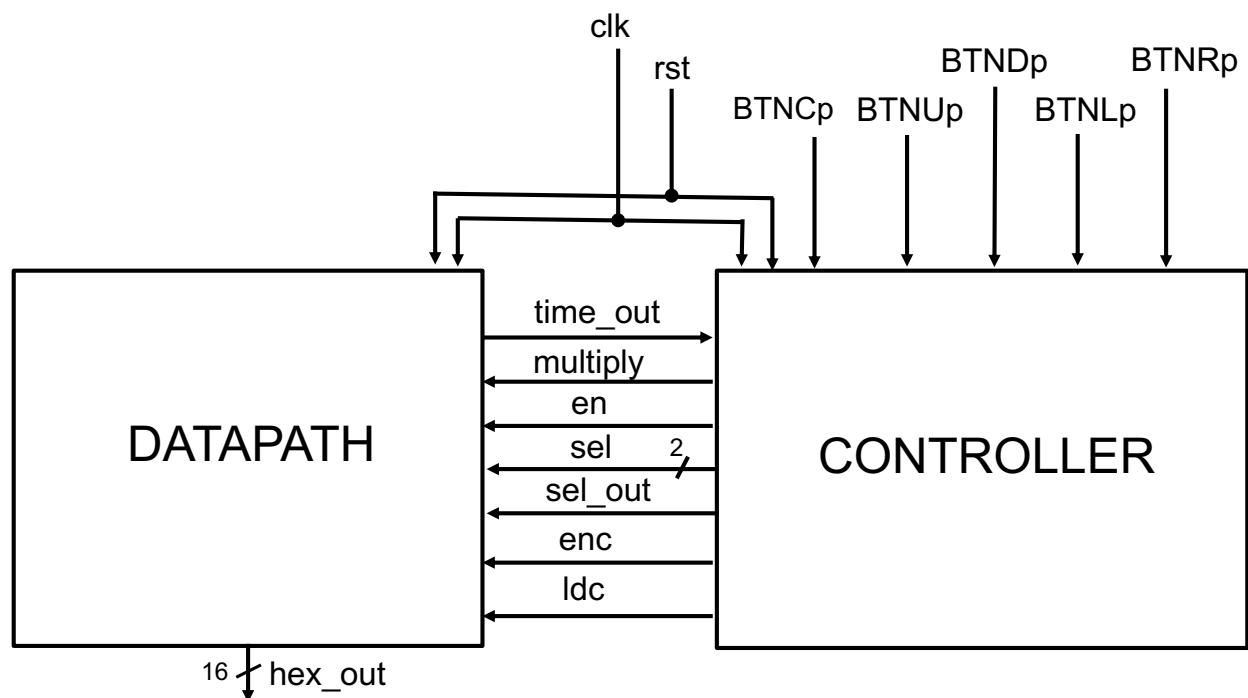 clk
rst
BTNCp
BTNUp
BTNDp
BTNLp
BTNRp
time_out
multiply
en
sel
2
sel_out
enc
ldc
DATAPATH
CONTROLLER
16
hex_out